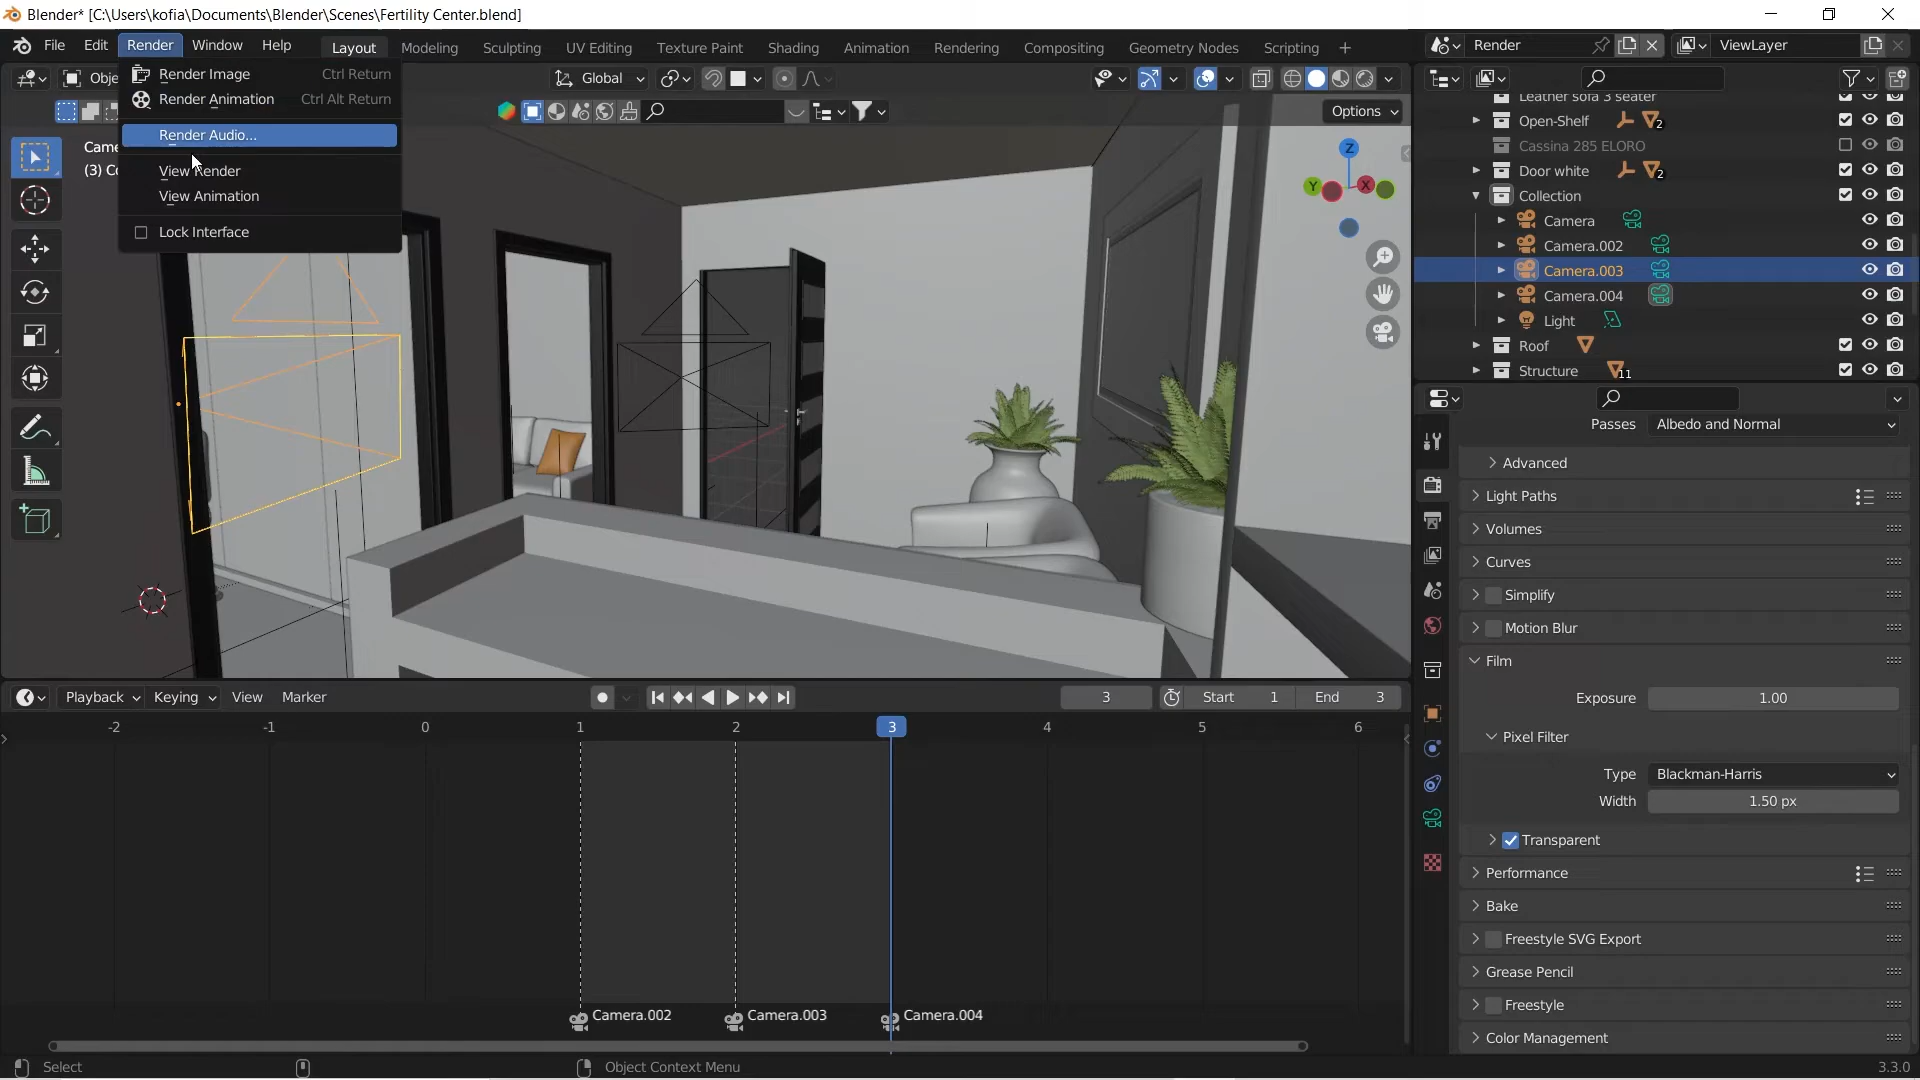 Blender* [C:\Users\kofia\Documents\Blender\Scenes\Fertility Center.blend]
File Edit Render Window Help Layout Modeling Sculpting UV Editing Texture Paint Shading Animation Rendering Compositing Geometry Nodes Scripting + Render ViewLayer
Obje Global
Render Image Ctrl Return
Render Animation Ctrl Alt Return
Options
Render Audio...
Came
(3) Co
View Render
View Animation
Lock Interface
Z
Y X
Leather sofa 3 seater
Open-Shelf 2
Cassina 285 ELORO
Door white 2
Collection
Camera
Camera.002
Camera.003
Camera.004
Light
Roof
Structure 11
Passes Albedo and Normal
Advanced
Light Paths
Volumes
Curves
Simplify
Motion Blur
Film
Exposure 1.00
Pixel Filter
Type Blackman-Harris
Width 1.50 px
Transparent
Performance
Bake
Freestyle SVG Export
Grease Pencil
Freestyle
Color Management
Playback Keying View Marker 3 Start 1 End 3
-2 -1 0 1 2 3 4 5 6
Camera.002 Camera.003 Camera.004
Select Object Context Menu 3.3.0